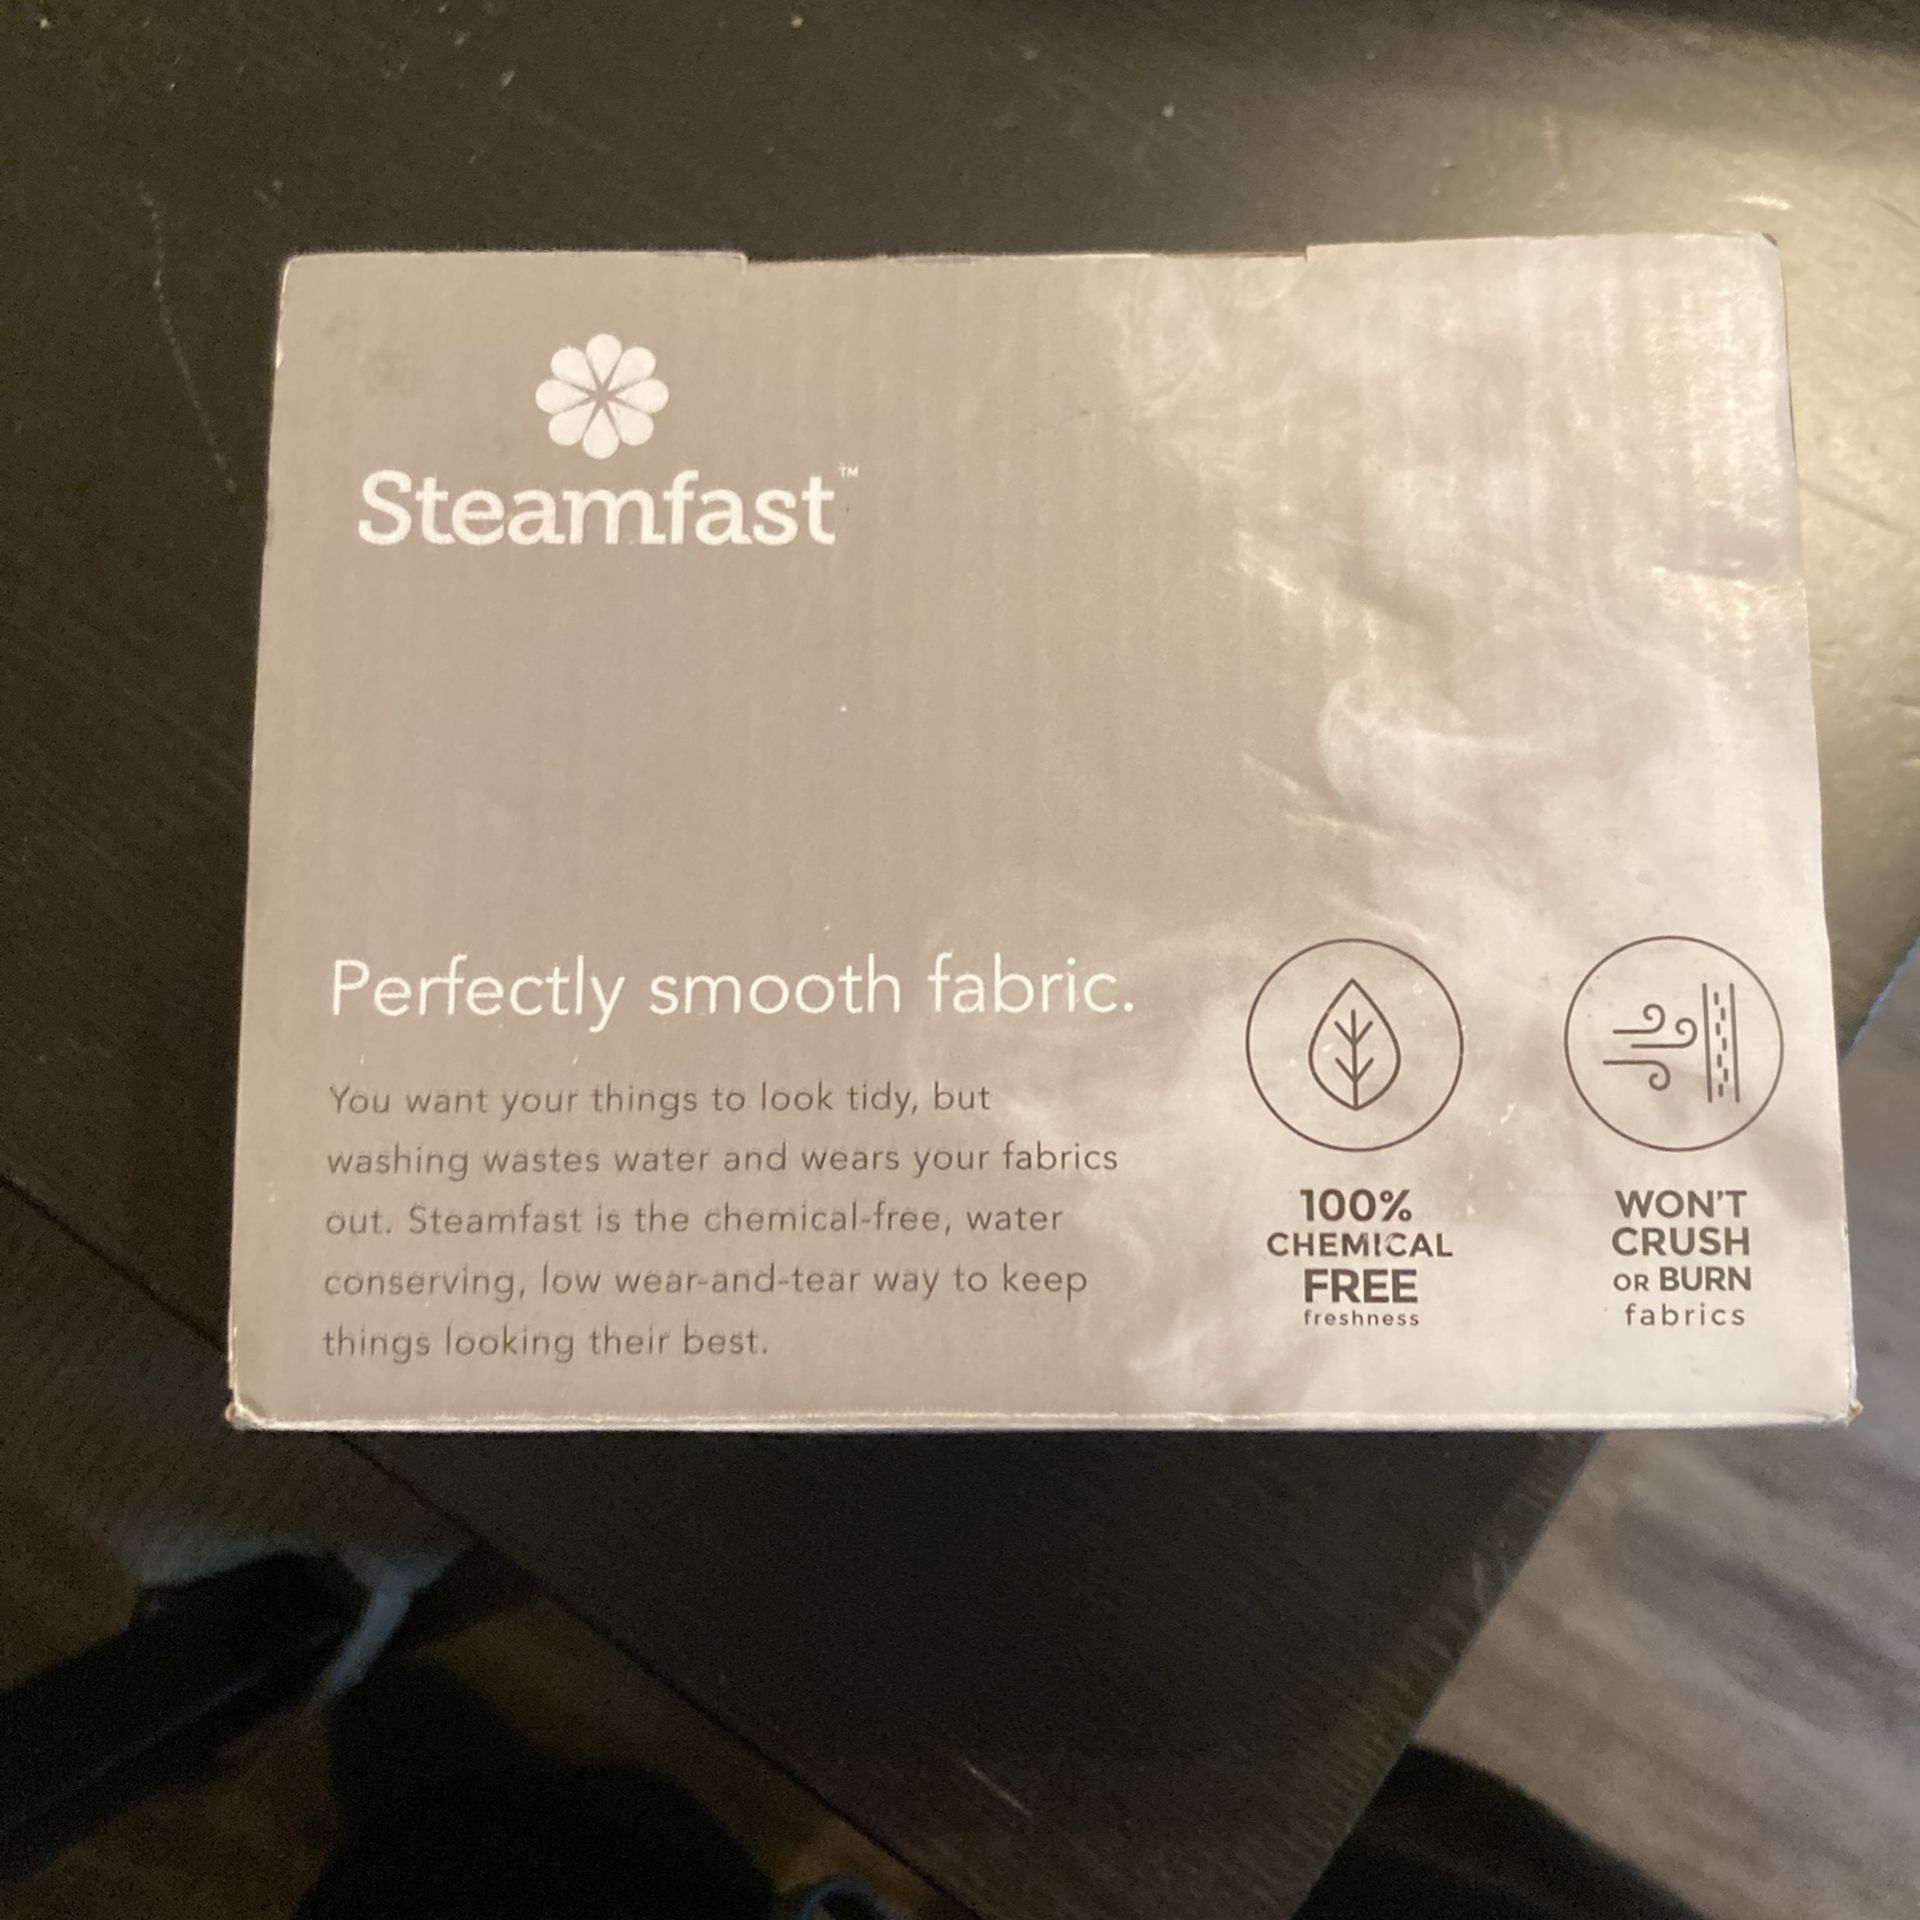 Steamfast™
Perfectly smooth fabric.
You want your things to look tidy, but
washing wastes water and wears your fabrics
out. Steamfast is the chemical-free, water
conserving, low wear-and-tear way to keep
things looking their best.
100%
CHEMICAL
FREE
freshness
WON'T
CRUSH
OR BURN
fabrics